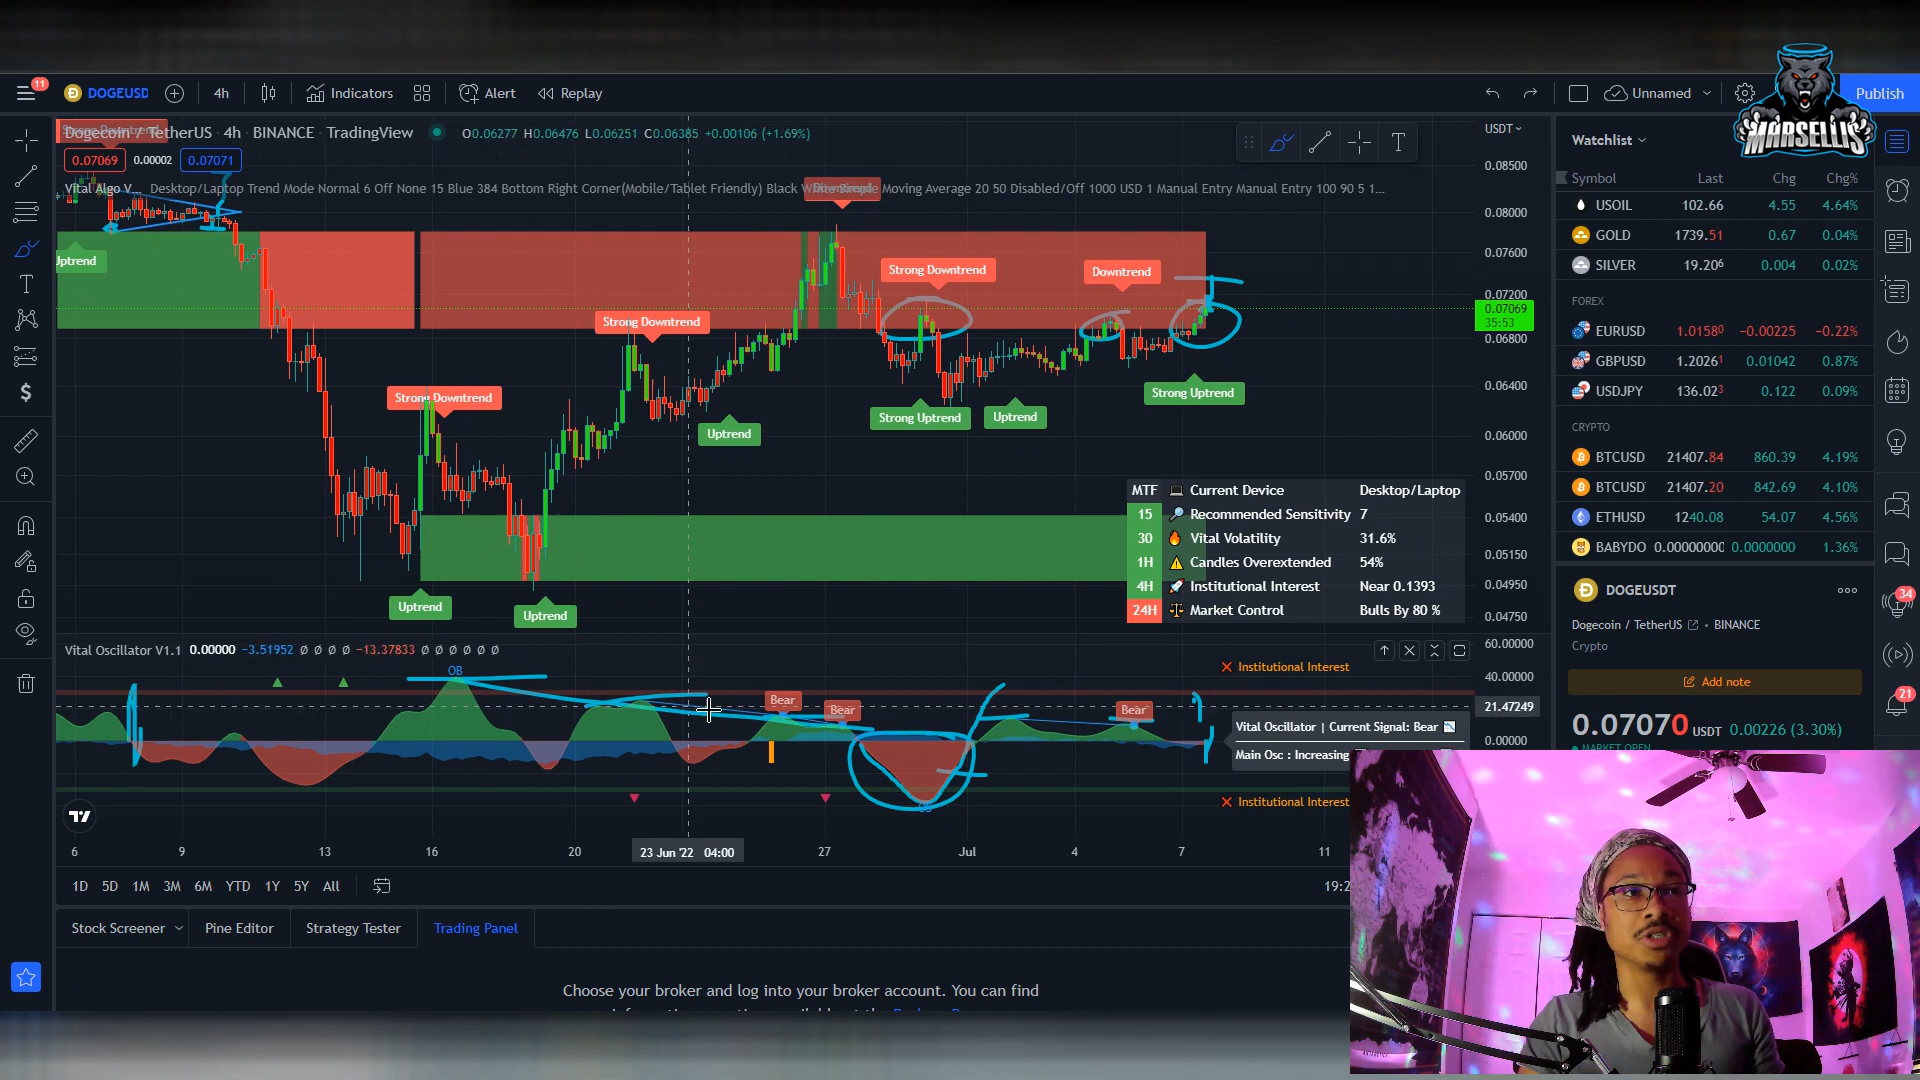 11
DOGEUSD
4h
Indicators
Alert
Replay
Unnamed
Publish
MARSELLIS
Dogecoin / TetherUS · 4h · BINANCE · TradingView
O0.06277 H0.06476 L0.06251 C0.06385 +0.00106 (+1.69%)
USDT
0.07069
0.00002
0.07071
Desktop/Laptop Trend Mode Normal 6 Off None 15 Blue 384 Bottom Right Corner(Mobile/Tablet Friendly) Black
Moving Average 20 50 Disabled/Off 1000 USD 1 Manual Entry Manual Entry 100 90 5 1...
0.08500
0.08000
0.07600
0.07200
0.07069
35:53
0.06800
0.06400
0.06000
0.05700
0.05400
0.05150
0.04950
0.04750
Uptrend
Strong Downtrend
Uptrend
Uptrend
Strong Downtrend
Uptrend
Strong Downtrend
Strong Uptrend
Uptrend
Downtrend
Strong Uptrend
MTF Current Device Desktop/Laptop
15 Recommended Sensitivity 7
30 Vital Volatility 31.6%
1H Candles Overextended 54%
4H Institutional Interest Near 0.1393
24H Market Control Bulls By 80 %
Vital Oscillator V1.1 0.00000 −3.51952 Ø Ø Ø Ø −13.37833 Ø Ø Ø Ø Ø Ø
60.00000
40.00000
21.47249
0.00000
OB
Bear
Bear
Bear
Institutional Interest
Vital Oscillator | Current Signal: Bear
Main Osc : Increasing
Institutional Interest
6
9
13
16
20
23 Jun '22 04:00
27
Jul
4
7
11
1D 5D 1M 3M 6M YTD 1Y 5Y All
19:2
Stock Screener
Pine Editor
Strategy Tester
Trading Panel
Choose your broker and log into your broker account. You can find
Watchlist
Symbol Last Chg Chg%
USOIL 102.66 4.55 4.64%
GOLD 1739.51 0.67 0.04%
SILVER 19.206 0.004 0.02%
FOREX
EURUSD 1.01580 −0.00225 −0.22%
GBPUSD 1.20261 0.01042 0.87%
USDJPY 136.023 0.122 0.09%
CRYPTO
BTCUSD 21407.84 860.39 4.19%
BTCUSD 21407.20 842.69 4.10%
ETHUSD 1240.08 54.07 4.56%
BABYDO 0.00000000 0.0000000 1.36%
DOGEUSDT
Dogecoin / TetherUS · BINANCE
Crypto
Add note
0.07070 USDT 0.00226 (3.30%)
MARKET OPEN
34
21